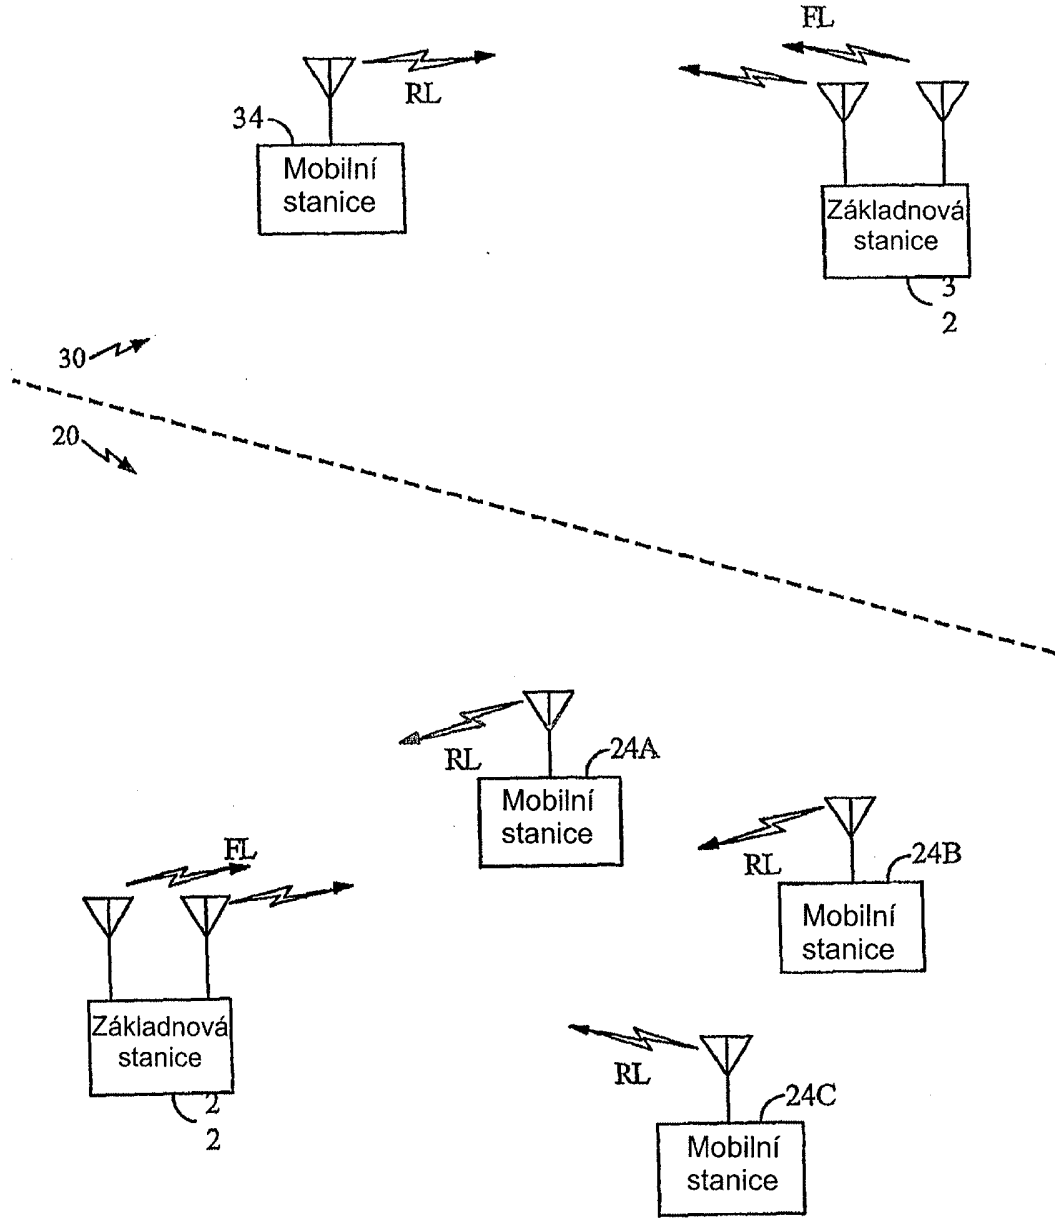 FL
RL
34
Mobilní
stanice
Základnová
stanice
3
2
30
20
RL
24A
Mobilní
stanice
FL
RL
24B
Mobilní
stanice
Základnová
stanice
2
2
RL
24C
Mobilní
stanice